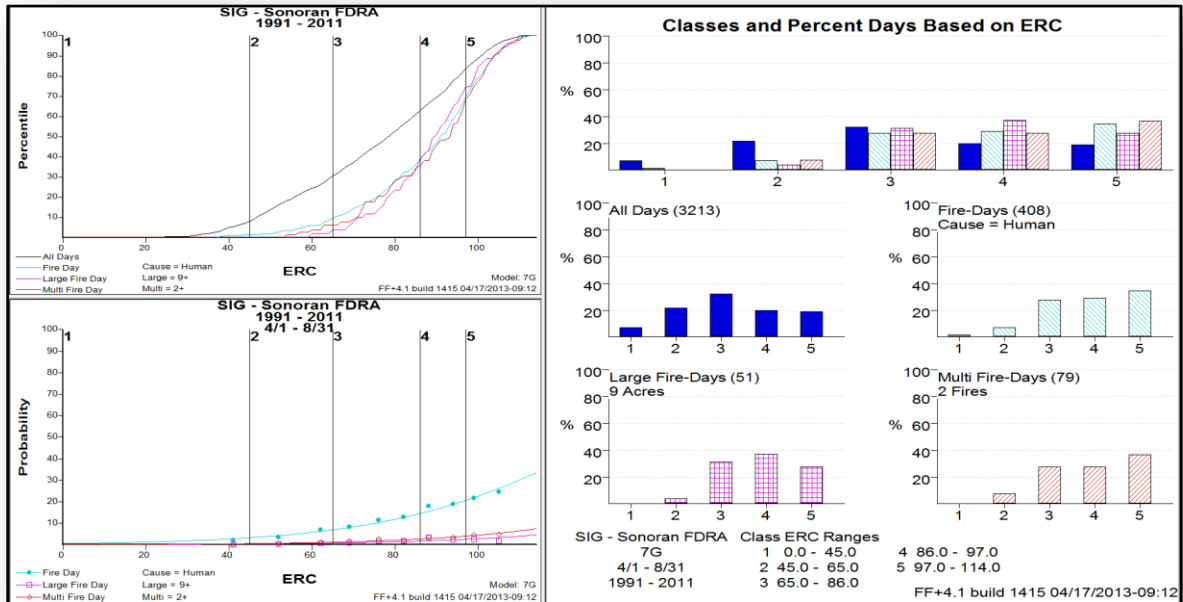 SIG - Sonoran FDRA
1991 - 2011
1 2 3 4 5
100
90
80
70
60
50
40
30
20
10
Percentile
0 20 40 60 80 100
ERC
All Days
Fire Day Cause = Human
Large Fire Day Large = 9+
Multi Fire Day Multi = 2+
Model: 7G
FF+4.1 build 1415 04/17/2013-09:12
SIG - Sonoran FDRA
1991 - 2011
4/1 - 8/31
1 2 3 4 5
100
90
80
70
60
50
40
30
20
10
Probability
0 20 40 60 80 100
ERC
Fire Day Cause = Human
Large Fire Day Large = 9+
Multi Fire Day Multi = 2+
Model: 7G
FF+4.1 build 1415 04/17/2013-09:12
Classes and Percent Days Based on ERC
100
80
%
60
40
20
1 2 3 4 5
All Days (3213)
100
80
%
60
40
20
1 2 3 4 5
Fire-Days (408)
Cause = Human
100
80
%
60
40
20
1 2 3 4 5
Large Fire-Days (51)
9 Acres
100
80
%
60
40
20
1 2 3 4 5
Multi Fire-Days (79)
2 Fires
100
80
%
60
40
20
1 2 3 4 5
SIG - Sonoran FDRA Class ERC Ranges
7G 1 0.0 - 45.0 4 86.0 - 97.0
4/1 - 8/31 2 45.0 - 65.0 5 97.0 - 114.0
1991 - 2011 3 65.0 - 86.0
FF+4.1 build 1415 04/17/2013-09:12